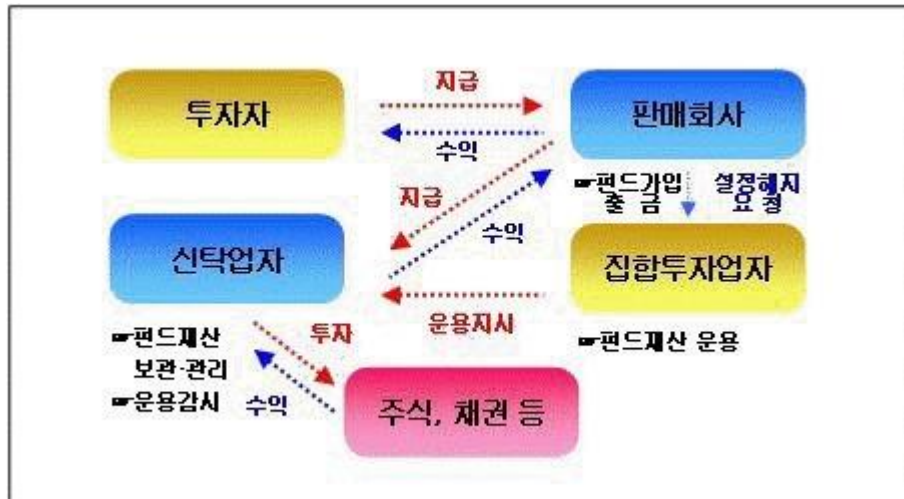 지급
투자자
판매회사
수익
☞펀드가입
출 금
설정해지
요 청
지급
수익
신탁업자
집합투자업자
운용지시
☞펀드재산
보관·관리
☞운용감시
투자
☞펀드재산 운용
수익
주식, 채권 등